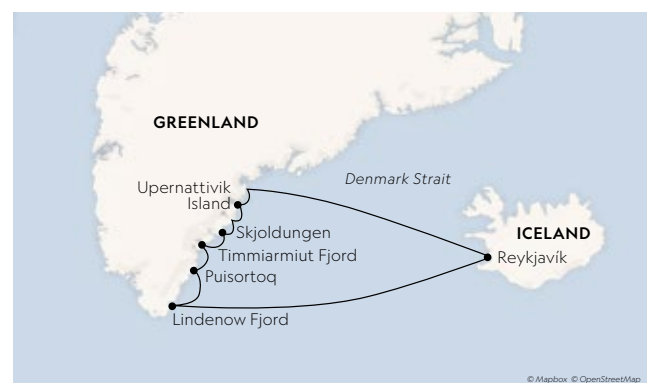 GREENLAND
Upernattivik
Island
Denmark Strait
Skjoldungen
ICELAND
Timmiarmiut Fjord
Reykjavík
Puisortoq
Lindenow Fjord
© Mapbox © OpenStreetMap